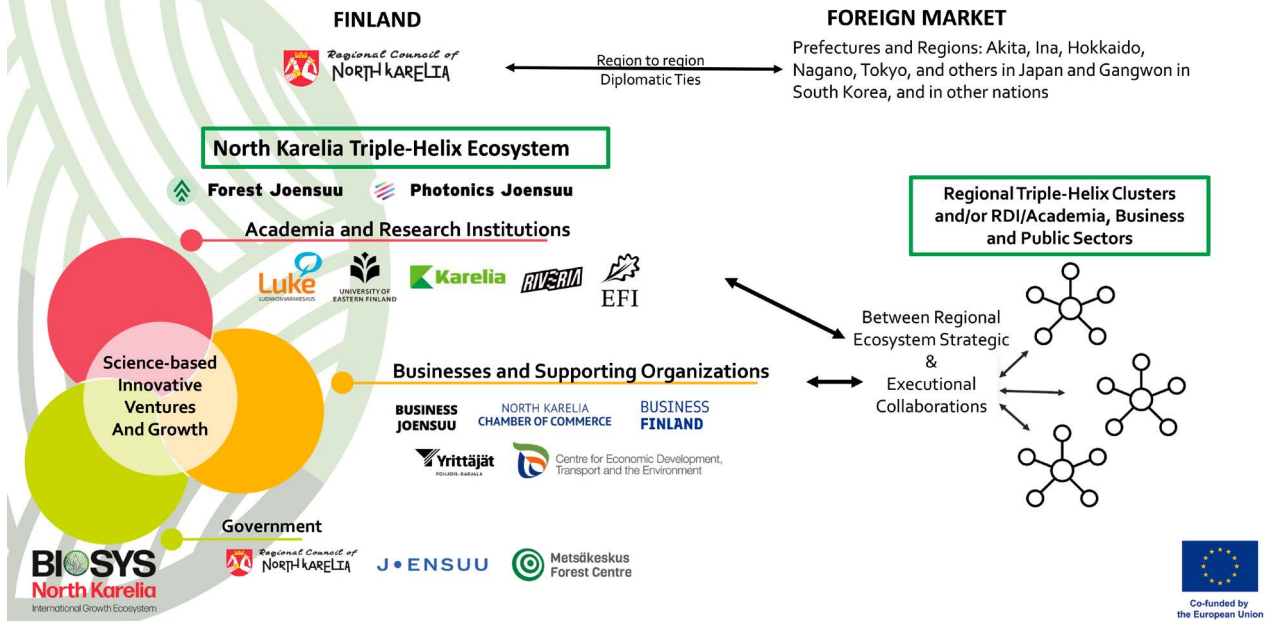 FINLAND
FOREIGN MARKET
Regional Council of
NORTH KARELIA
Region to region
Diplomatic Ties
Prefectures and Regions: Akita, Ina, Hokkaido,
Nagano, Tokyo, and others in Japan and Gangwon in
South Korea, and in other nations
North Karelia Triple-Helix Ecosystem
Forest Joensuu
Photonics Joensuu
Regional Triple-Helix Clusters
and/or RDI/Academia, Business
and Public Sectors
Academia and Research Institutions
Luke
LUONNONVARAKESKUS
UNIVERSITY OF
EASTERN FINLAND
Karelia
RIVERIA
EFI
Between Regional
Ecosystem Strategic
&
Executional
Collaborations
Science-based
Innovative
Ventures
And Growth
Businesses and Supporting Organizations
BUSINESS
JOENSUU
NORTH KARELIA
CHAMBER OF COMMERCE
BUSINESS
FINLAND
Yrittäjät
POHJOIS-KARJALA
Centre for Economic Development,
Transport and the Environment
Government
Regional Council of
NORTH KARELIA
JOENSUU
Metsäkeskus
Forest Centre
BIOSYS
North Karelia
International Growth Ecosystem
Co-funded by
the European Union